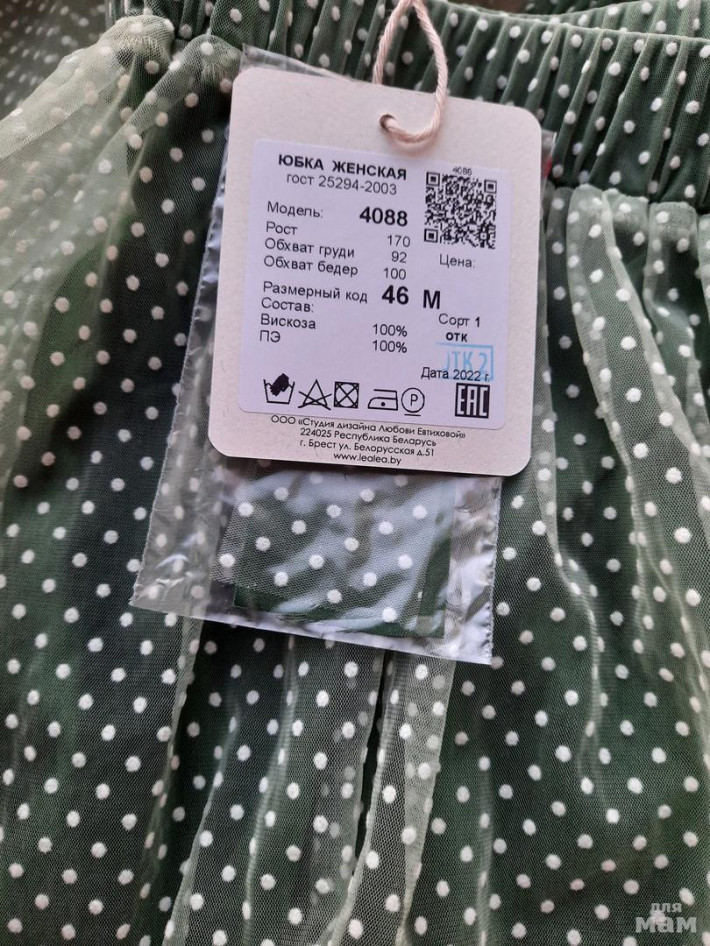 ЮБКА ЖЕНСКАЯ
гост 25294-2003
4088
Модель: 4088
Рост 170
Обхват груди 92
Обхват бедер 100
Цена:
Размерный код 46 М
Состав:
Вискоза 100%
ПЭ 100%
Сорт 1
отк
ОТК 2
Дата 2022 г
P
EAC
ООО «Студия дизайна Любови Евтиховой»
224025 Республика Беларусь
г. Брест ул. Белорусская д.51
www.lealea.by
для
мам